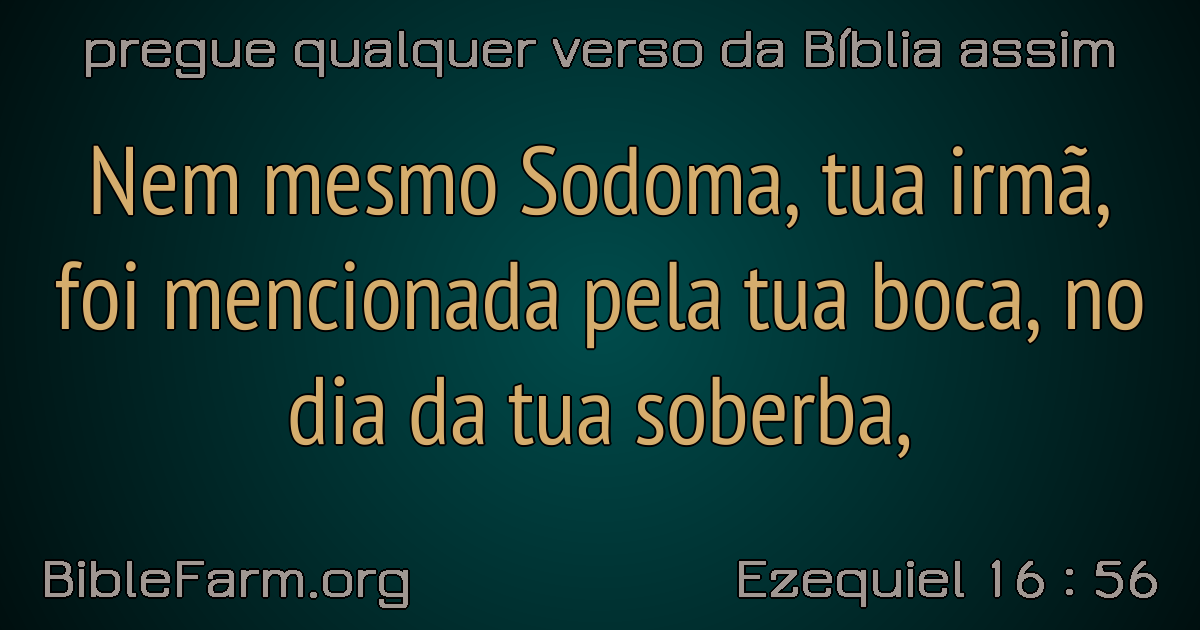 pregue qualquer verso da Bíblia assim
Nem mesmo Sodoma, tua irmã,
foi mencionada pela tua boca, no
dia da tua soberba,
BibleFarm.org
Ezequiel 16 : 56